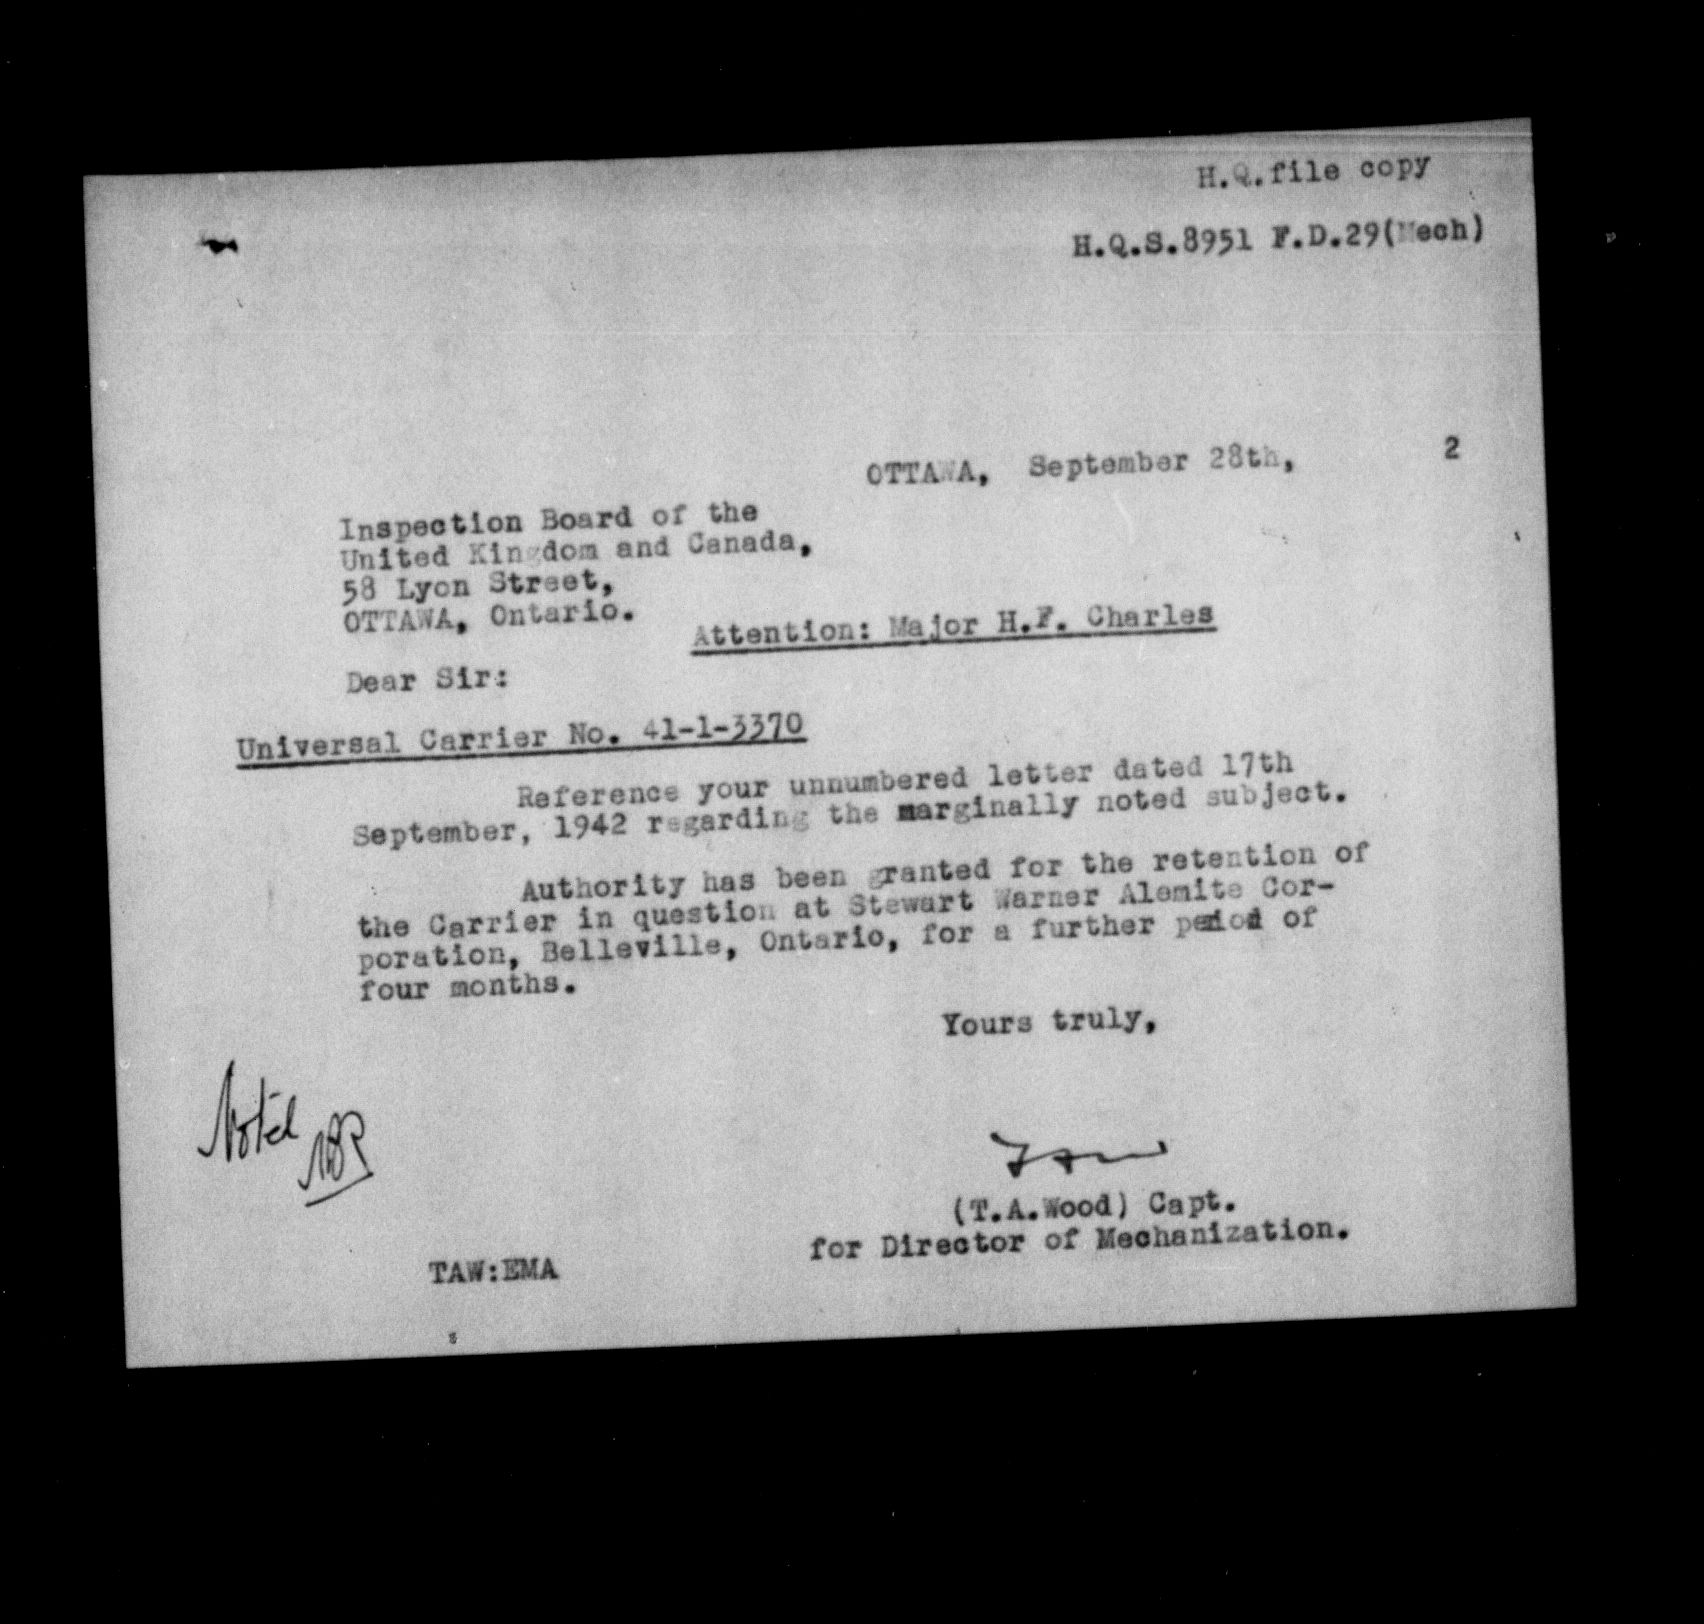 H.Q.file copy
H.Q.S.8951 F.D.29(Mech)
OTTAWA, September 28th, 2
Inspection Board of the
United Kingdom and Canada,
58 Lyon Street,
OTTAWA, Ontario.
Attention: Major H.F. Charles
Dear Sir:
Universal Carrier No. 41-1-3370
Reference your unnumbered letter dated 17th
September, 1942 regarding the marginally noted subject.
Authority has been granted for the retention of
the Carrier in question at Stewart Warner Alemite Cor-
poration, Belleville, Ontario, for a further period of
four months.
Yours truly,
Noted
(T.A.Wood) Capt.
for Director of Mechanization.
TAW:EMA